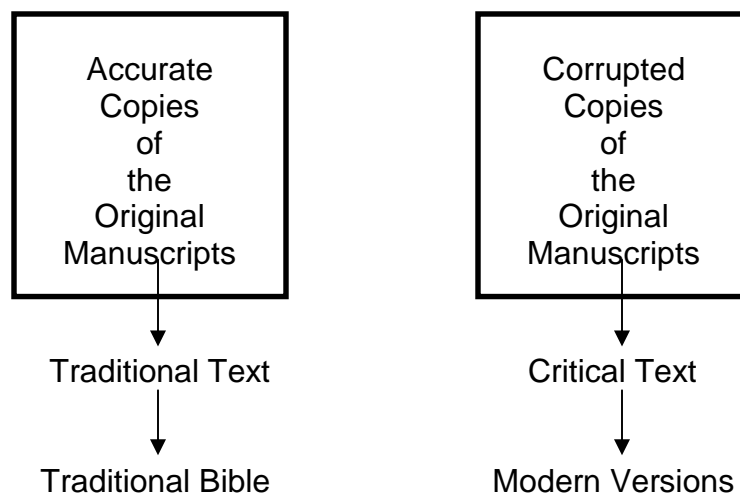 Accurate
Copies
of
the
Original
Manuscripts
Traditional Text
Traditional Bible
Corrupted
Copies
of
the
Original
Manuscripts
Critical Text
Modern Versions